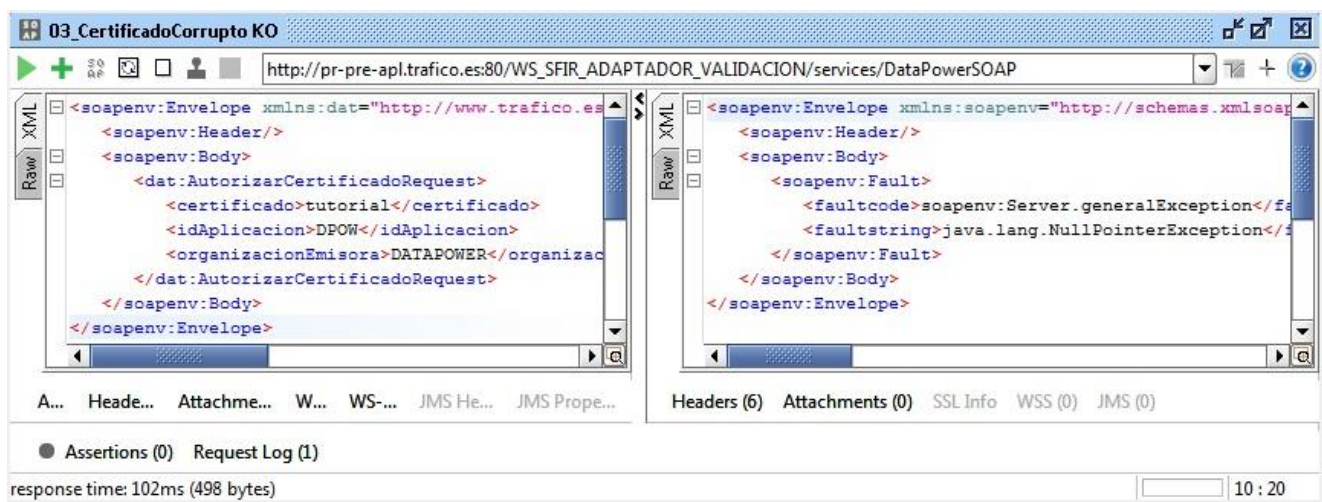 03_CertificadoCorrupto KO
http://pr-pre-apl.trafico.es:80/WS_SFIR_ADAPTADOR_VALIDACION/services/DataPowerSOAP
XML
Raw
<soapenv:Envelope xmlns:dat="http://www.trafico.es
<soapenv:Header/>
<soapenv:Body>
<dat:AutorizarCertificadoRequest>
<certificado>tutorial</certificado>
<idAplicacion>DPOW</idAplicacion>
<organizacionEmisora>DATAPOWER</organizac
</dat:AutorizarCertificadoRequest>
</soapenv:Body>
</soapenv:Envelope>
A... Heade... Attachme... W... WS-... JMS He... JMS Prope...
XML
Raw
<soapenv:Envelope xmlns:soapenv="http://schemas.xmlsoap
<soapenv:Header/>
<soapenv:Body>
<soapenv:Fault>
<faultcode>soapenv:Server.generalException</fa
<faultstring>java.lang.NullPointerException</f
</soapenv:Fault>
</soapenv:Body>
</soapenv:Envelope>
Headers (6) Attachments (0) SSL Info WSS (0) JMS (0)
Assertions (0) Request Log (1)
response time: 102ms (498 bytes) 10 : 20